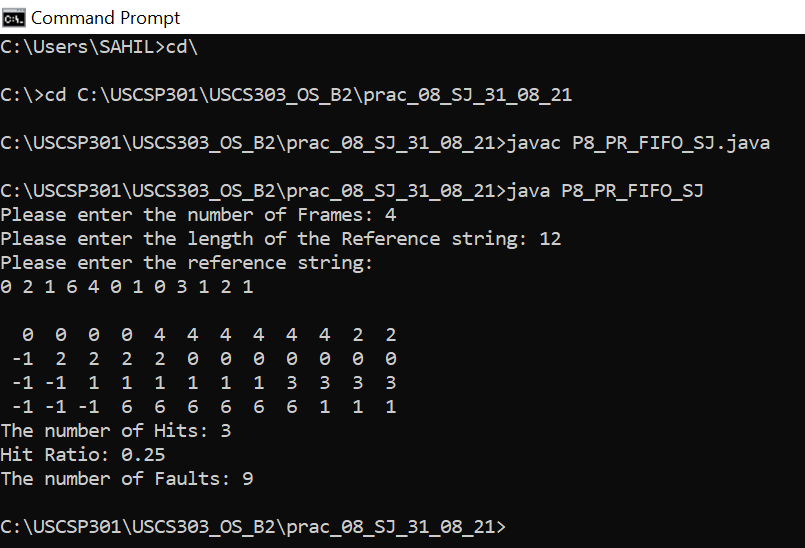 Command Prompt
C:\Users\SAHIL>cd\
C:\>cd C:\USCSP301\USCS303_OS_B2\prac_08_SJ_31_08_21
C:\USCSP301\USCS303_OS_B2\prac_08_SJ_31_08_21>javac P8_PR_FIFO_SJ.java
C:\USCSP301\USCS303_OS_B2\prac_08_SJ_31_08_21>java P8_PR_FIFO_SJ
Please enter the number of Frames: 4
Please enter the length of the Reference string: 12
Please enter the reference string:
0 2 1 6 4 0 1 0 3 1 2 1
0 0 0 0 4 4 4 4 4 4 2 2
-1 2 2 2 2 0 0 0 0 0 0 0
-1 -1 1 1 1 1 1 1 3 3 3 3
-1 -1 -1 6 6 6 6 6 6 1 1 1
The number of Hits: 3
Hit Ratio: 0.25
The number of Faults: 9
C:\USCSP301\USCS303_OS_B2\prac_08_SJ_31_08_21>